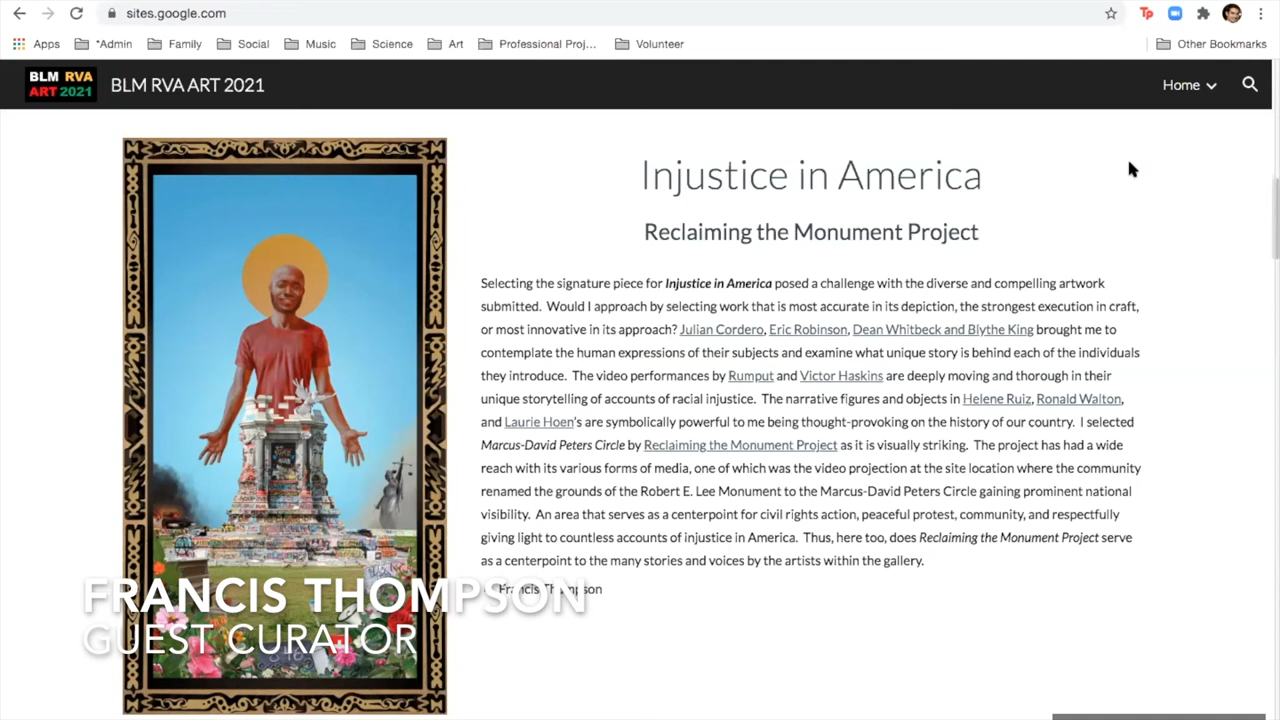 sites.google.com
Apps *Admin Family Social Music Science Art Professional Proj... Volunteer Other Bookmarks
BLM RVA
ART 2021
BLM RVA ART 2021
Home
Injustice in America
Reclaiming the Monument Project
Selecting the signature piece for Injustice in America posed a challenge with the diverse and compelling artwork
submitted. Would I approach by selecting work that is most accurate in its depiction, the strongest execution in craft,
or most innovative in its approach? Julian Cordero, Eric Robinson, Dean Whitbeck and Blythe King brought me to
contemplate the human expressions of their subjects and examine what unique story is behind each of the individuals
they introduce. The video performances by Rumput and Victor Haskins are deeply moving and thorough in their
unique storytelling of accounts of racial injustice. The narrative figures and objects in Helene Ruiz, Ronald Walton,
and Laurie Hoen's are symbolically powerful to me being thought-provoking on the history of our country. I selected
Marcus-David Peters Circle by Reclaiming the Monument Project as it is visually striking. The project has had a wide
reach with its various forms of media, one of which was the video projection at the site location where the community
renamed the grounds of the Robert E. Lee Monument to the Marcus-David Peters Circle gaining prominent national
visibility. An area that serves as a centerpoint for civil rights action, peaceful protest, community, and respectfully
giving light to countless accounts of injustice in America. Thus, here too, does Reclaiming the Monument Project serve
as a centerpoint to the many stories and voices by the artists within the gallery.
Francis Thompson
FRANCIS THOMPSON
GUEST CURATOR